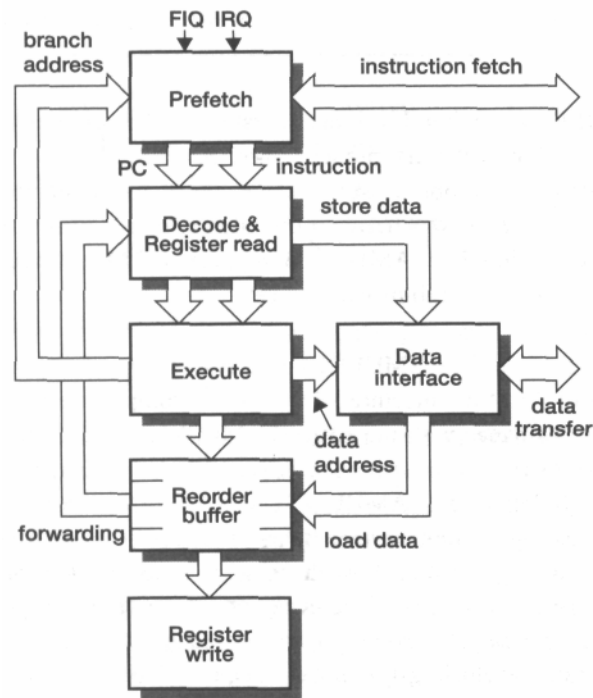 FIQ IRQ
branch
address
Prefetch
instruction fetch
PC
instruction
Decode &
Register read
store data
Execute
Data
interface
data
transfer
data
address
Reorder
buffer
forwarding
load data
Register
write